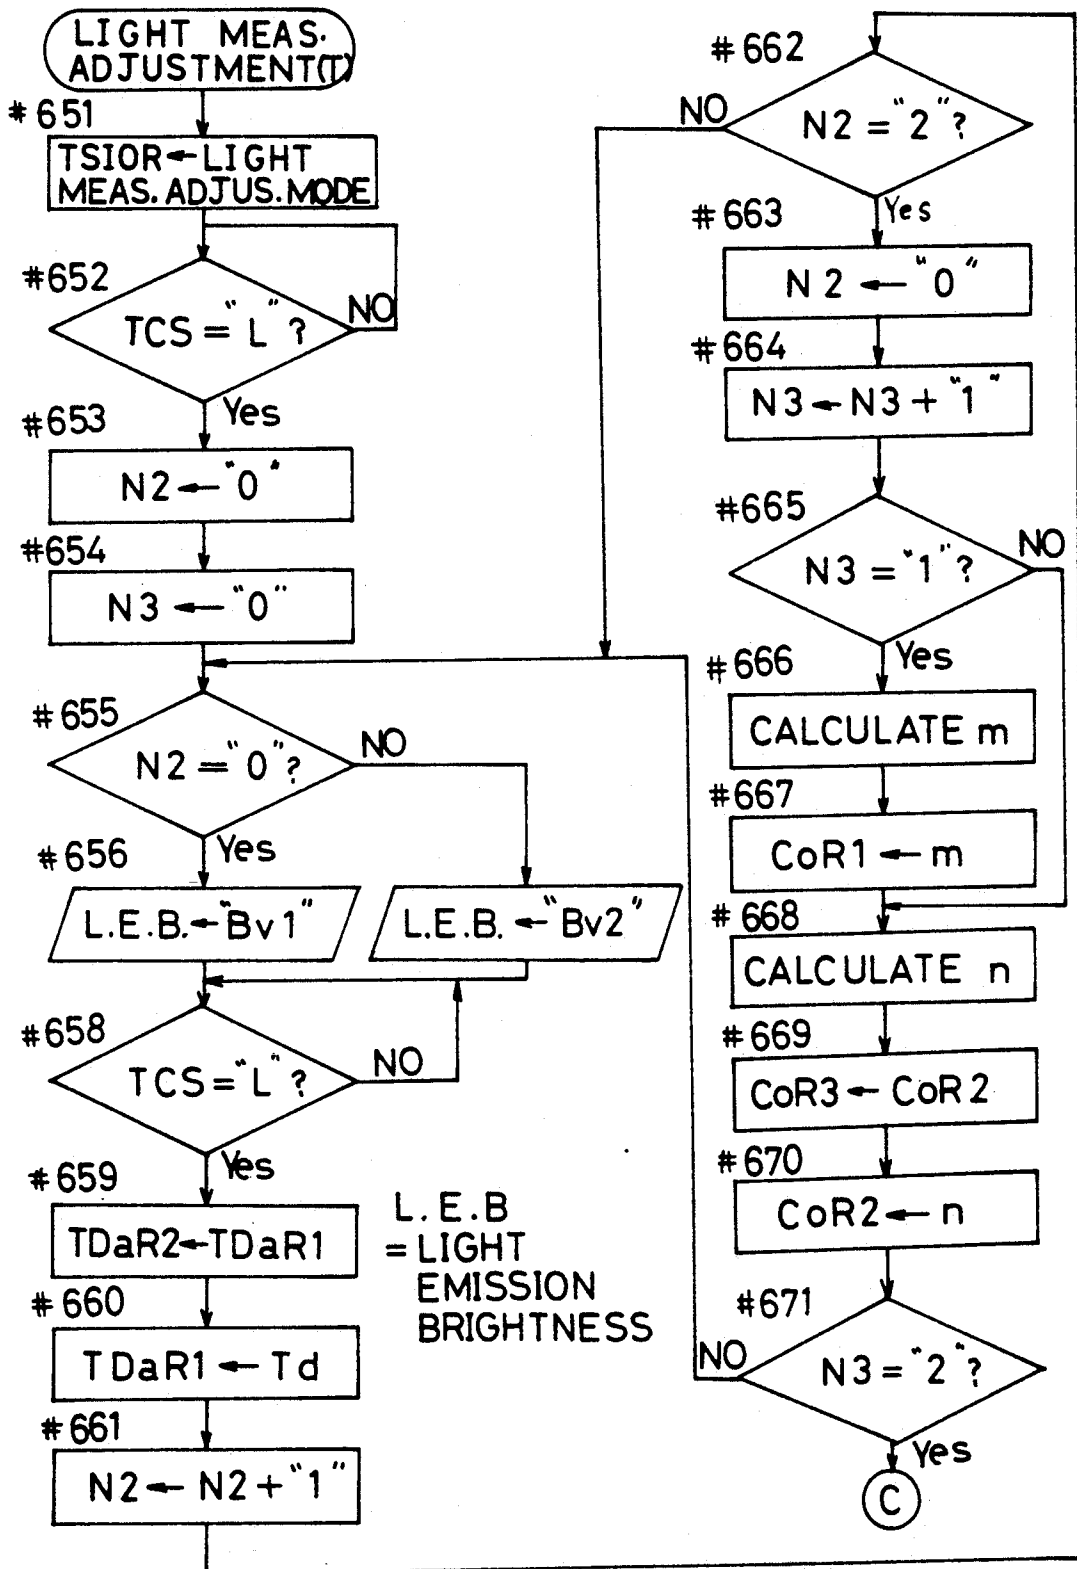 LIGHT MEAS.
ADJUSTMENT(T)
#651
TSIOR←LIGHT
MEAS.ADJUS.MODE
#652
TCS="L"?
NO
Yes
#653
N2←"0"
#654
N3←"0"
#655
N2="0"?
NO
Yes
#656
L.E.B.←"Bv1"
L.E.B.←"Bv2"
#658
TCS="L"?
NO
Yes
#659
TDaR2←TDaR1
L.E.B
=LIGHT
EMISSION
BRIGHTNESS
#660
TDaR1←Td
#661
N2←N2+"1"
#662
N2="2"?
NO
Yes
#663
N2←"0"
#664
N3←N3+"1"
#665
N3="1"?
NO
Yes
#666
CALCULATE m
#667
CoR1←m
#668
CALCULATE n
#669
CoR3←CoR2
#670
CoR2←n
#671
N3="2"?
NO
Yes
C